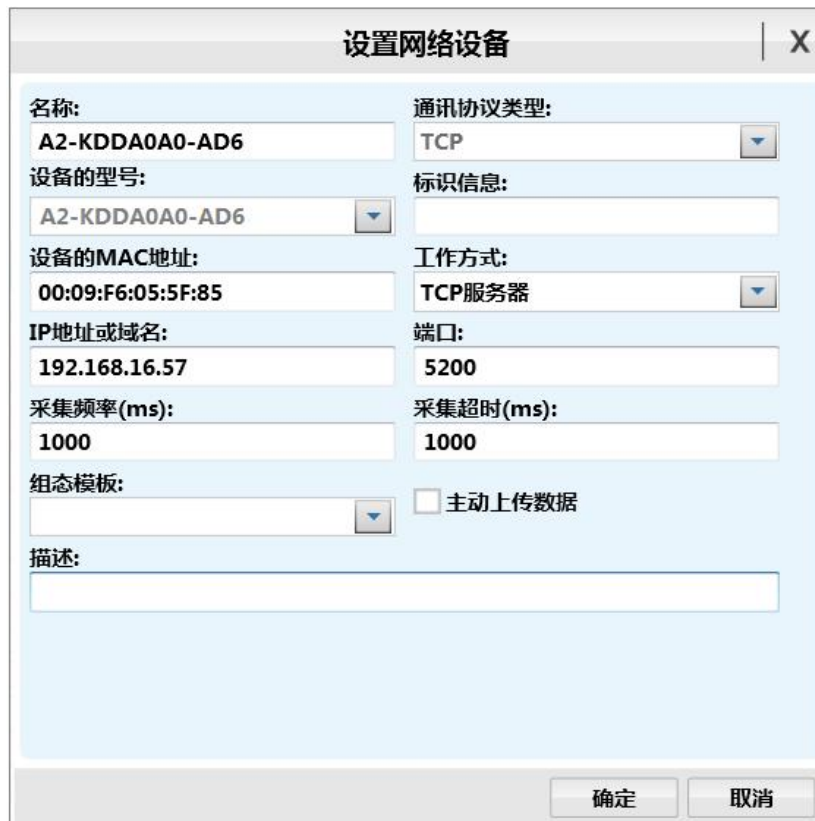 设置网络设备
X
名称:
通讯协议类型:
A2-KDDA0A0-AD6
TCP
设备的型号:
标识信息:
A2-KDDA0A0-AD6
设备的MAC地址:
工作方式:
00:09:F6:05:5F:85
TCP服务器
IP地址或域名:
端口:
192.168.16.57
5200
采集频率(ms):
采集超时(ms):
1000
1000
组态模板:
主动上传数据
描述:
确定
取消